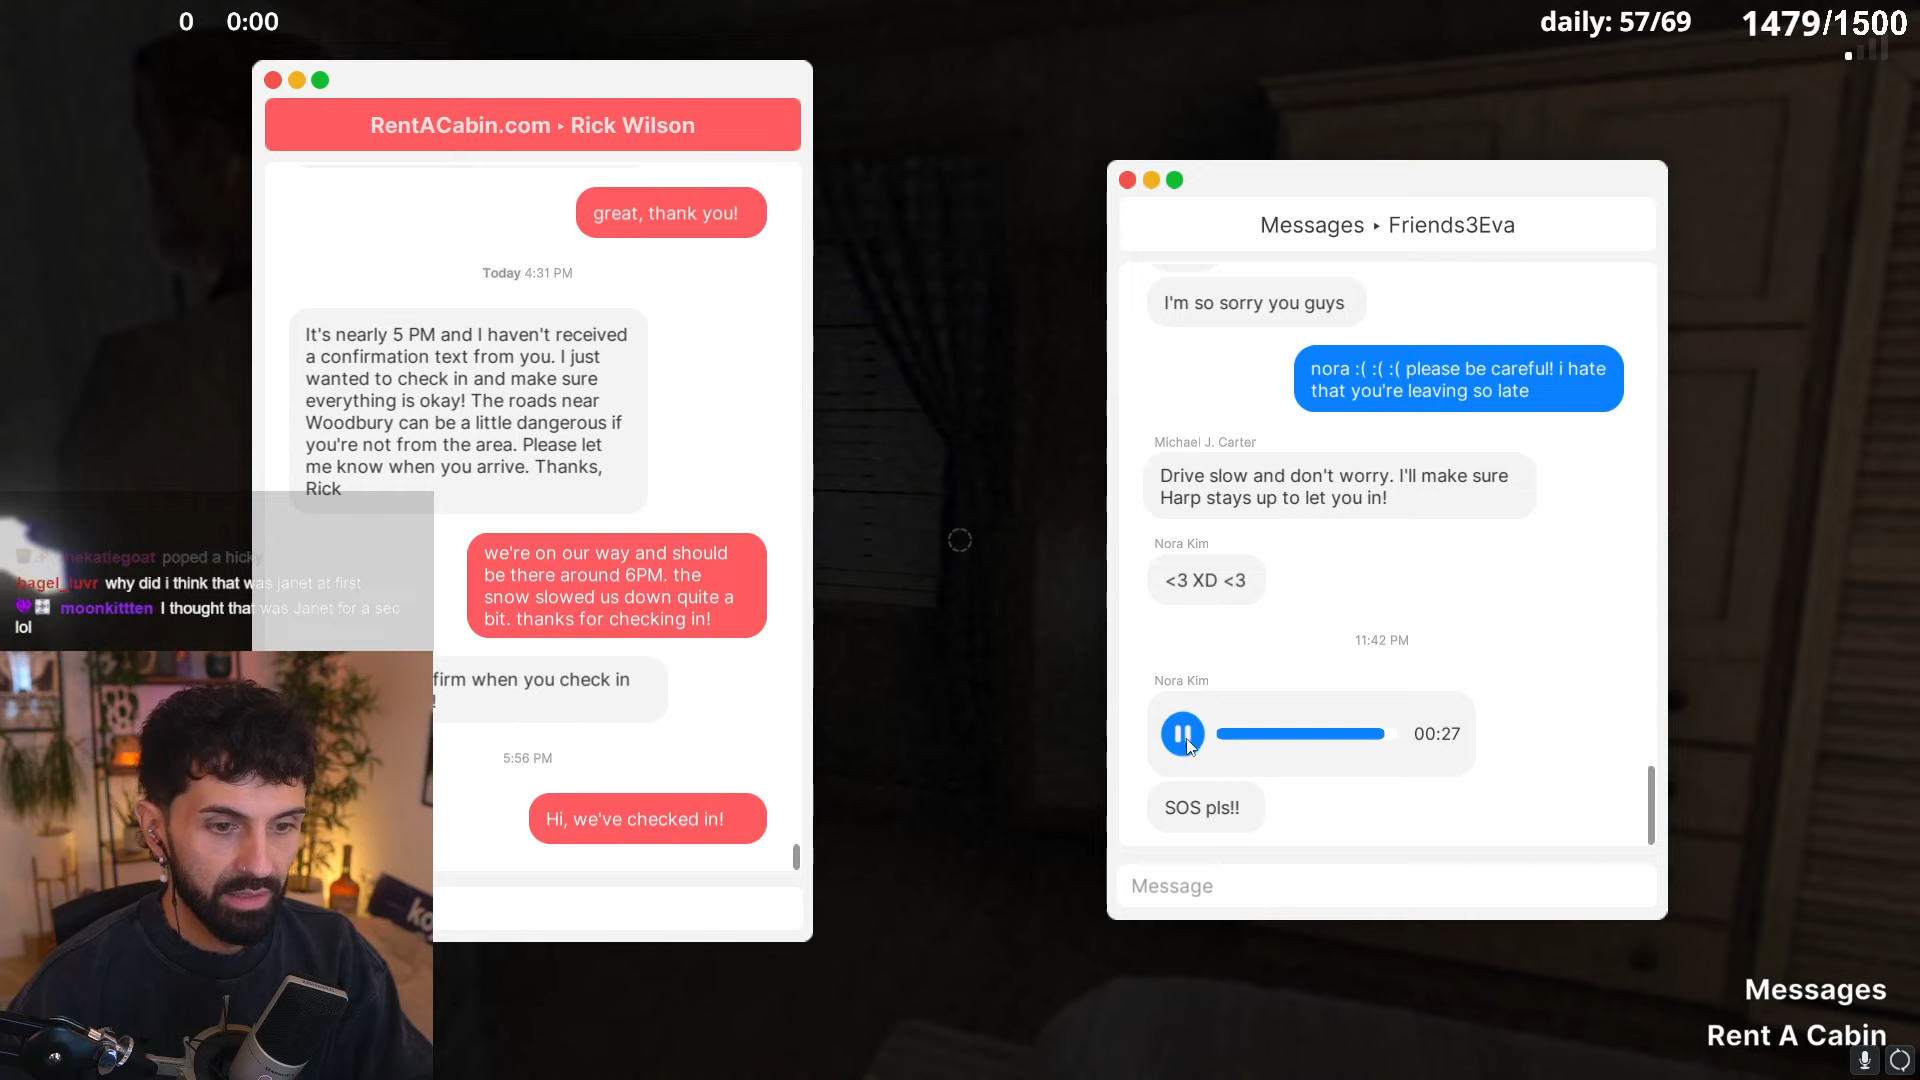 0 0:00
daily: 57/69 1479/1500
RentACabin.com ▸ Rick Wilson
great, thank you!
Today 4:31 PM
It's nearly 5 PM and I haven't received
a confirmation text from you. I just
wanted to check in and make sure
everything is okay! The roads near
Woodbury can be a little dangerous if
you're not from the area. Please let
me know when you arrive. Thanks,
Rick
we're on our way and should
be there around 6PM. the
snow slowed us down quite a
bit. thanks for checking in!
firm when you check in
!
5:56 PM
Hi, we've checked in!
Messages ▸ Friends3Eva
I'm so sorry you guys
nora :( :( :( please be careful! i hate
that you're leaving so late
Michael J. Carter
Drive slow and don't worry. I'll make sure
Harp stays up to let you in!
Nora Kim
<3 XD <3
11:42 PM
Nora Kim
00:27
SOS pls!!
Message
Messages
Rent A Cabin
poped a hicky
bagel_luvr why did i think that was janet at first
moonkittten I thought that was Janet for a sec
lol